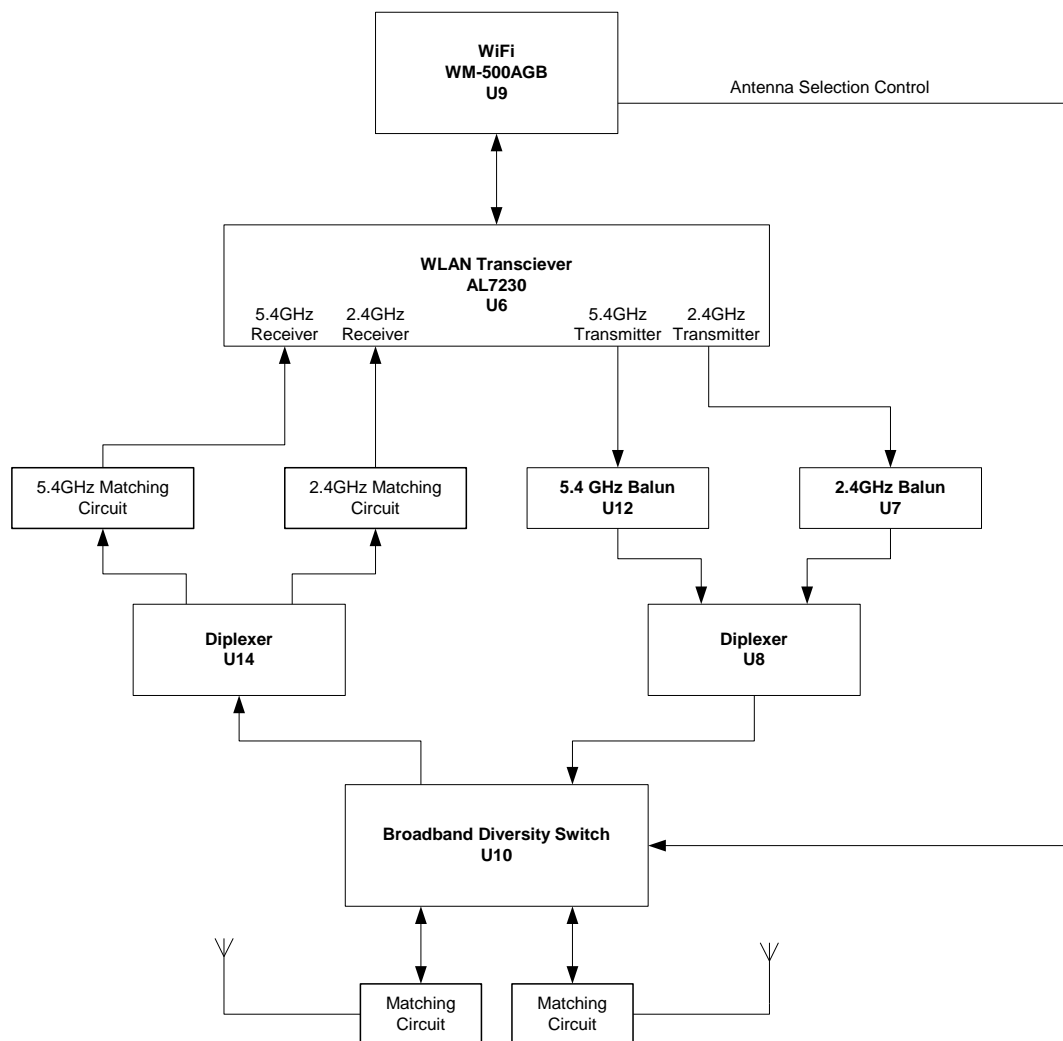 WiFi
WM-500AGB
U9
Antenna Selection Control
WLAN Transciever
AL7230
U6
5.4GHz
Receiver
2.4GHz
Receiver
5.4GHz
Transmitter
2.4GHz
Transmitter
5.4GHz Matching
Circuit
2.4GHz Matching
Circuit
5.4 GHz Balun
U12
2.4GHz Balun
U7
Diplexer
U14
Diplexer
U8
Broadband Diversity Switch
U10
Matching
Circuit
Matching
Circuit